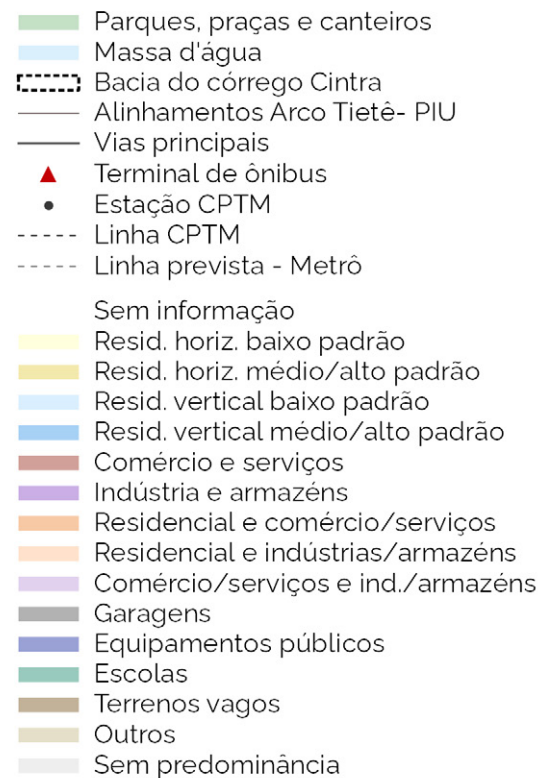 Parques, praças e canteiros
Massa d'água
Bacia do córrego Cintra
Alinhamentos Arco Tietê- PIU
Vias principais
Terminal de ônibus
Estação CPTM
Linha CPTM
Linha prevista - Metrô
Sem informação
Resid. horiz. baixo padrão
Resid. horiz. médio/alto padrão
Resid. vertical baixo padrão
Resid. vertical médio/alto padrão
Comércio e serviços
Indústria e armazéns
Residencial e comércio/serviços
Residencial e indústrias/armazéns
Comércio/serviços e ind./armazéns
Garagens
Equipamentos públicos
Escolas
Terrenos vagos
Outros
Sem predominância